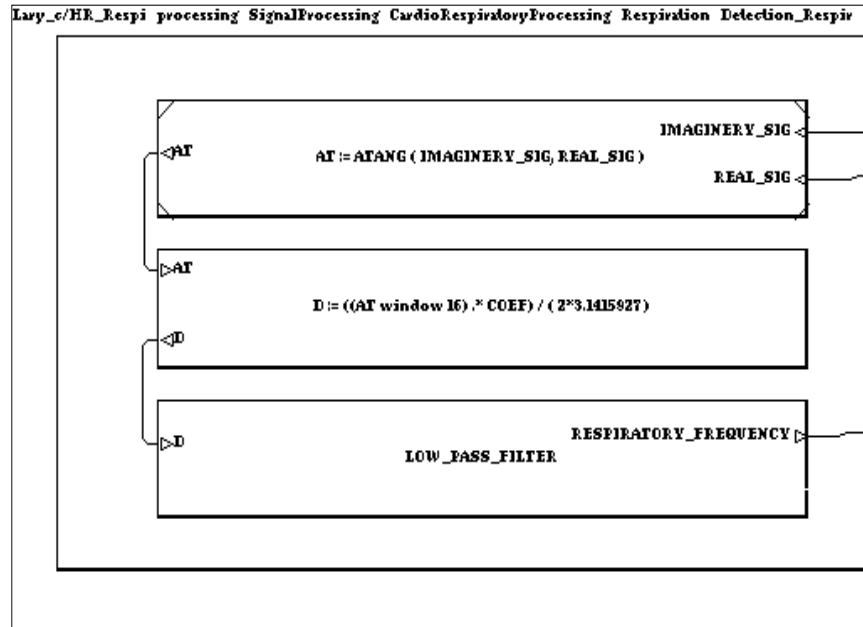 Lary_c/HR_Respi processing SignalProcessing CardioRespiratoryProcessing Respiration Detection_Respir
IMAGINERY_SIG
AT
AT := ATANG ( IMAGINERY_SIG, REAL_SIG )
REAL_SIG
AT
D := ((AT window 16) .* COEF) / ( 2*3.1415927)
D
RESPIRATORY_FREQUENCY
D
LOW_PASS_FILTER